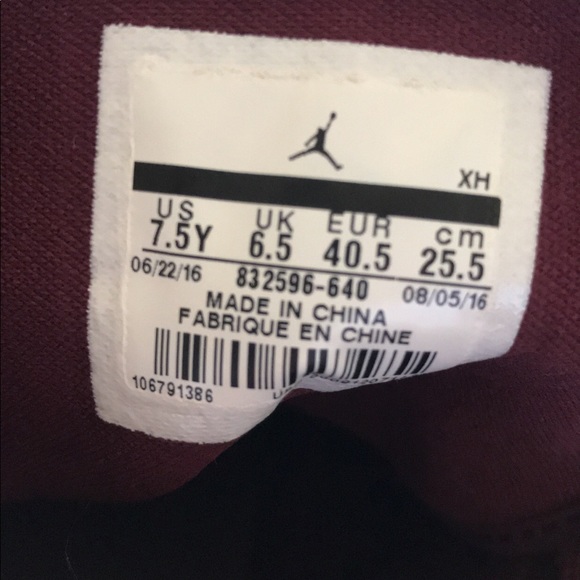 XH
US UK EUR cm
7.5Y 6.5 40.5 25.5
06/22/16 832596-640 08/05/16
MADE IN CHINA
FABRIQUE EN CHINE
106791386